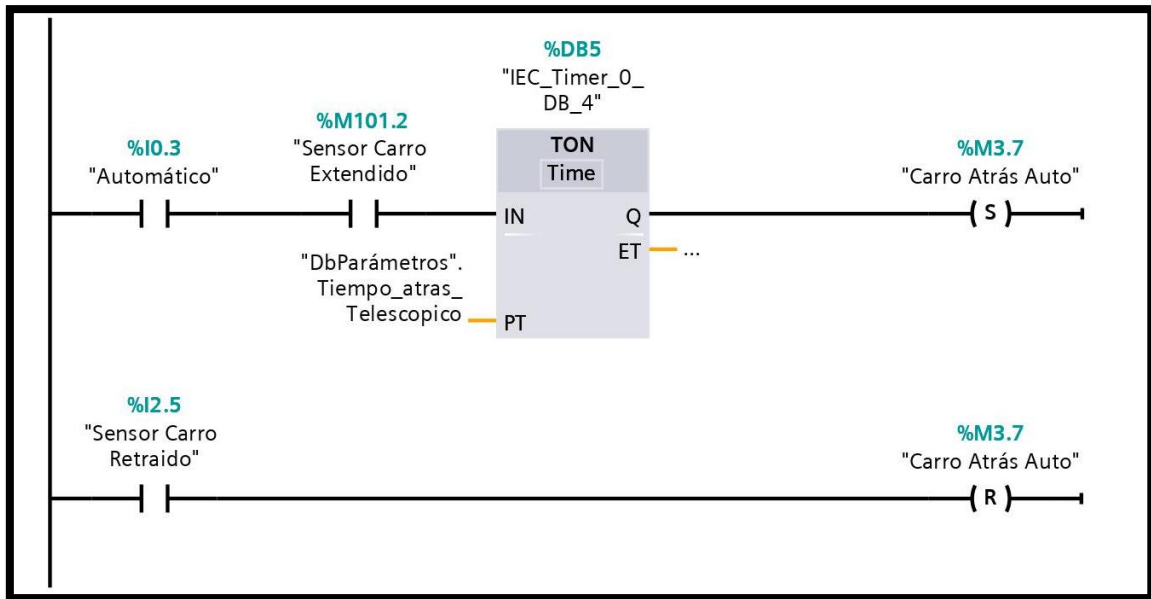 %DB5
"IEC_Timer_0_
DB_4"
%M101.2
"Sensor Carro
Extendido"
%I0.3
"Automático"
TON
Time
%M3.7
"Carro Atrás Auto"
IN
Q
( S )
ET
...
"DbParámetros".
Tiempo_atras_
Telescopico
PT
%I2.5
"Sensor Carro
Retraido"
%M3.7
"Carro Atrás Auto"
( R )